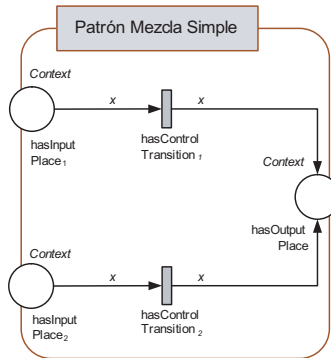 Patrón Mezcla Simple
Context
x
x
hasInput
Place1
hasControl
Transition 1
Context
hasOutput
Place
Context
x
x
hasInput
Place2
hasControl
Transition 2